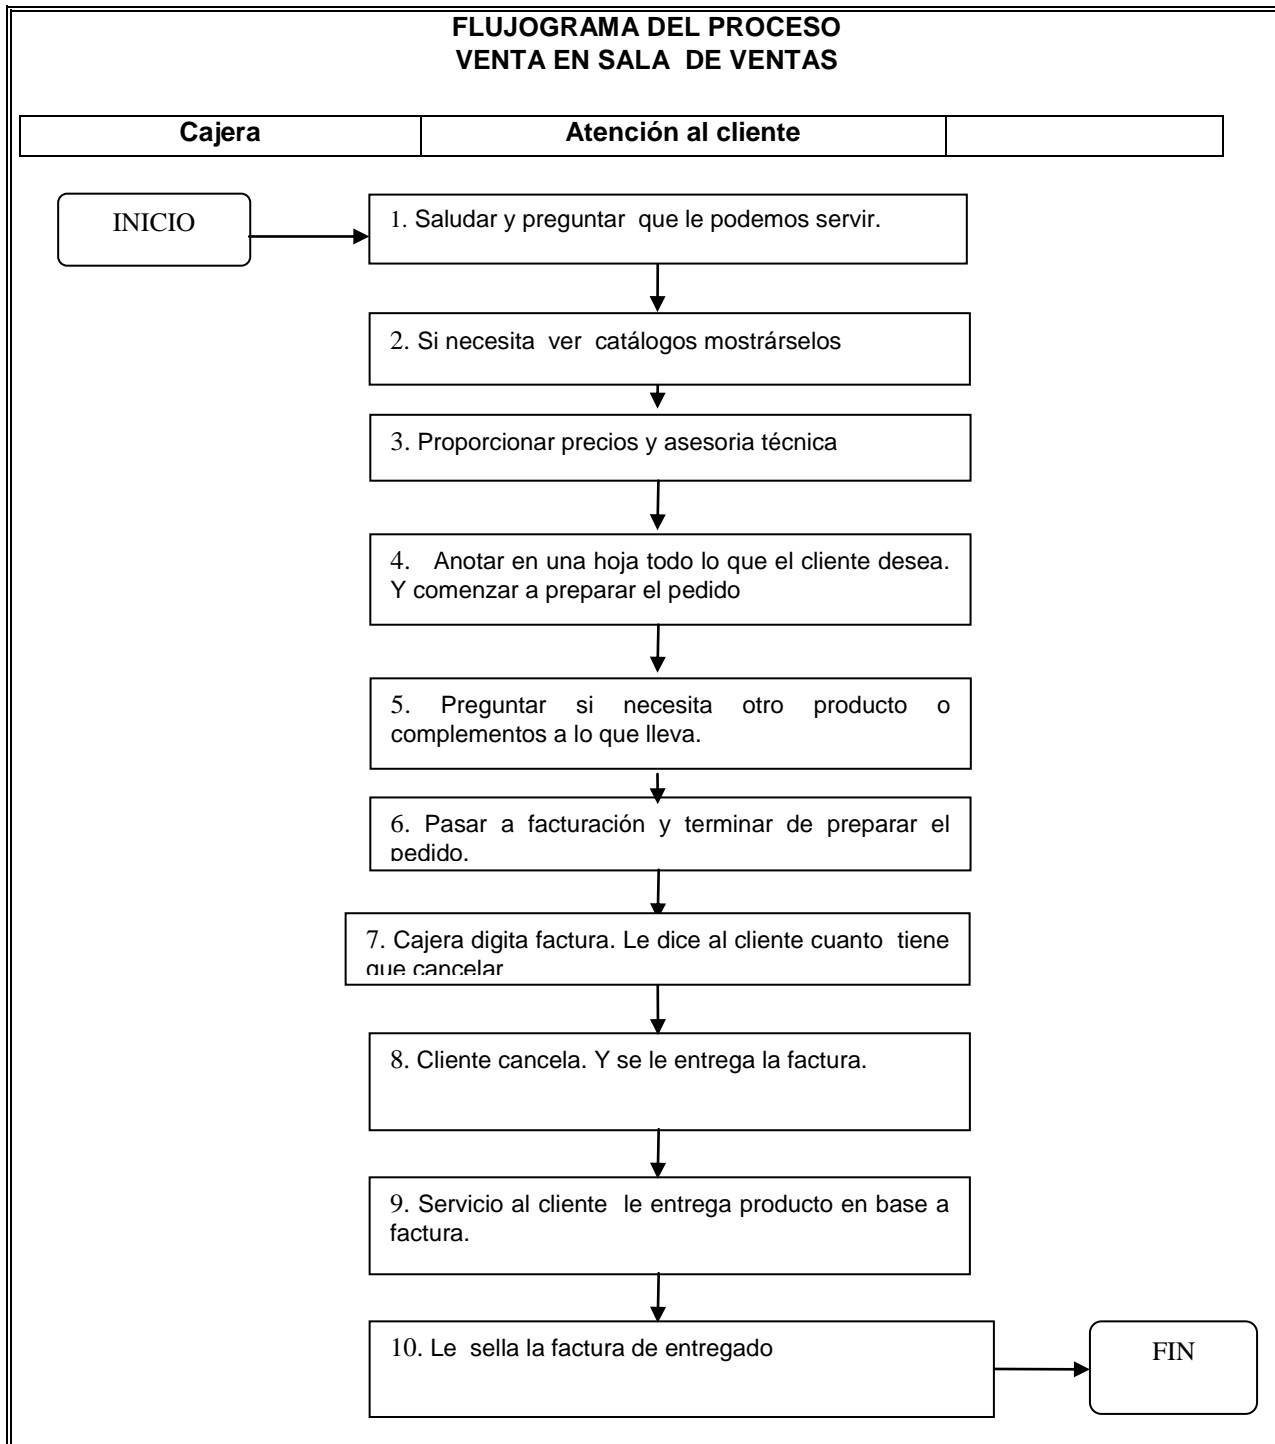 FLUJOGRAMA DEL PROCESO
VENTA EN SALA DE VENTAS
Cajera
Atención al cliente
INICIO
1. Saludar y preguntar que le podemos servir.
2. Si necesita ver catálogos mostrárselos
3. Proporcionar precios y asesoria técnica
4. Anotar en una hoja todo lo que el cliente desea.
Y comenzar a preparar el pedido
5. Preguntar si necesita otro producto o
complementos a lo que lleva.
6. Pasar a facturación y terminar de preparar el
pedido.
7. Cajera digita factura. Le dice al cliente cuanto tiene
que cancelar
8. Cliente cancela. Y se le entrega la factura.
9. Servicio al cliente le entrega producto en base a
factura.
10. Le sella la factura de entregado
FIN